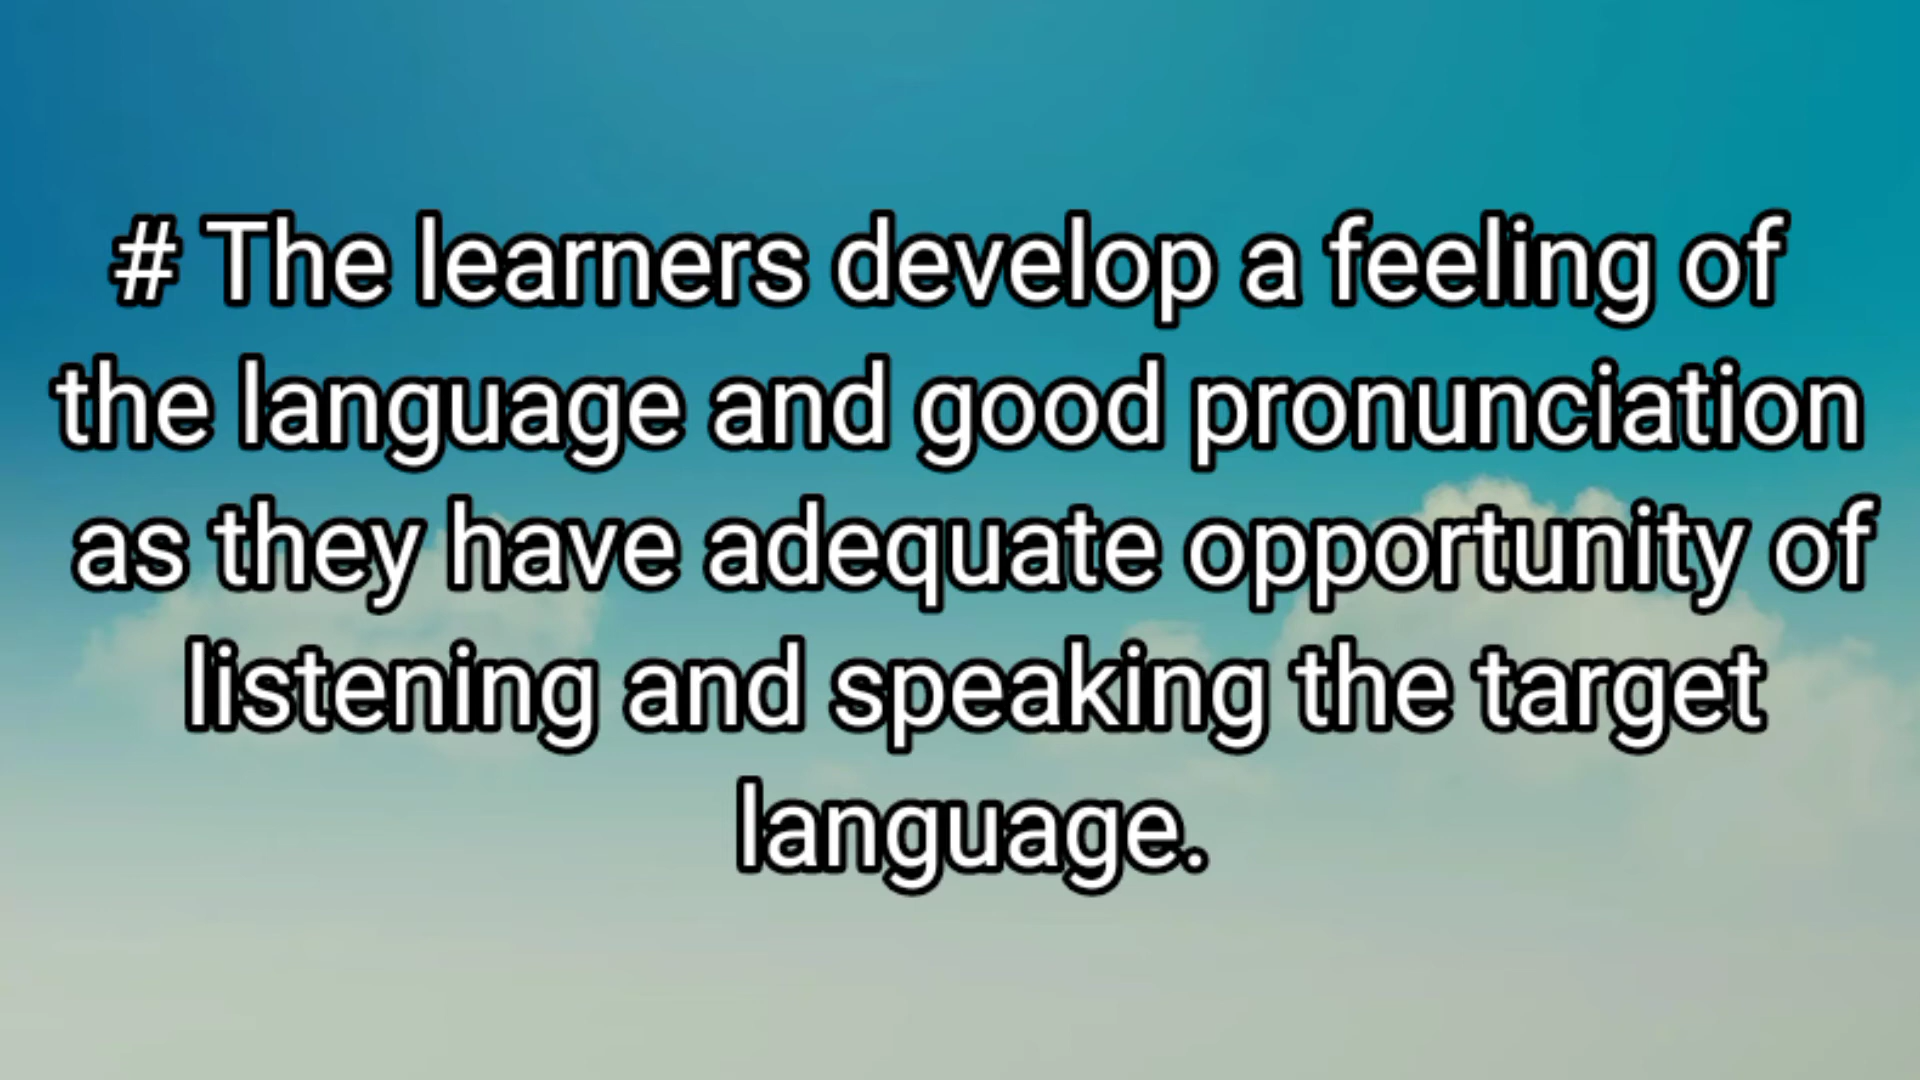 # The learners develop a feeling of
the language and good pronunciation
as they have adequate opportunity of
listening and speaking the target
language.